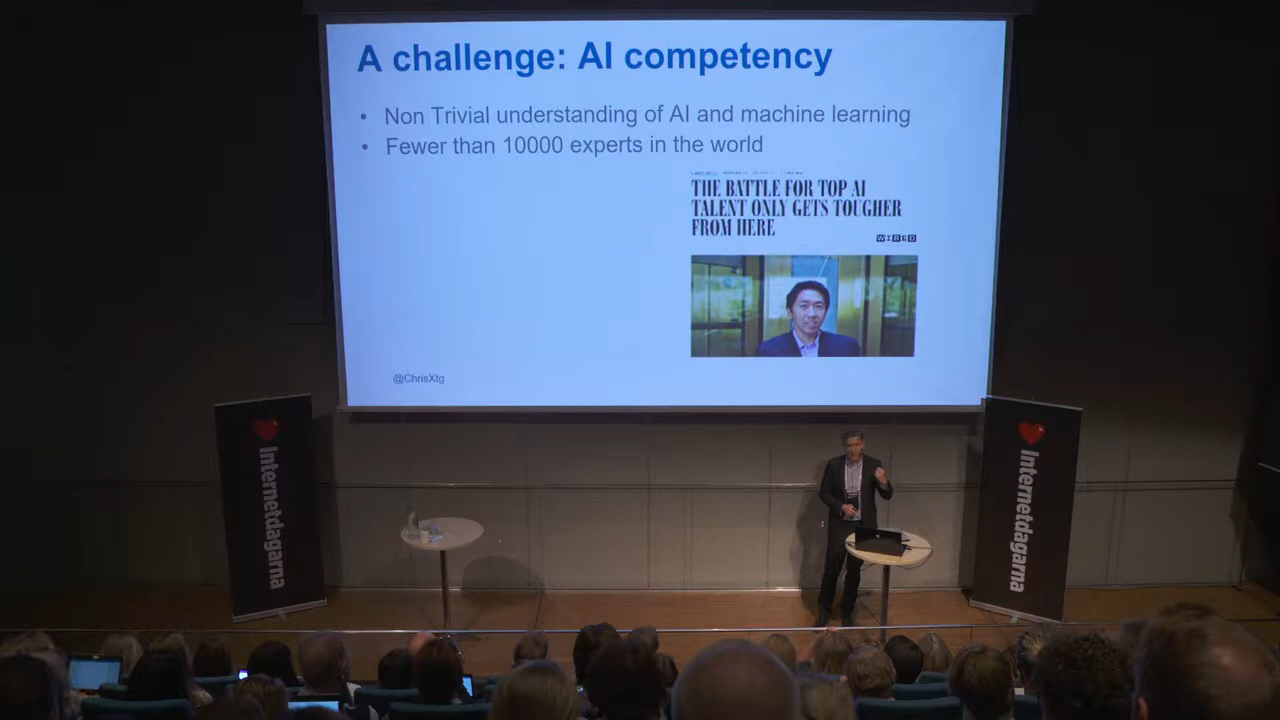 A challenge: AI competency
• Non Trivial understanding of AI and machine learning
• Fewer than 10000 experts in the world
THE BATTLE FOR TOP AI
TALENT ONLY GETS TOUGHER
FROM HERE
WIRED
@ChrisXtg
Internetdagarna
Internetdagarna